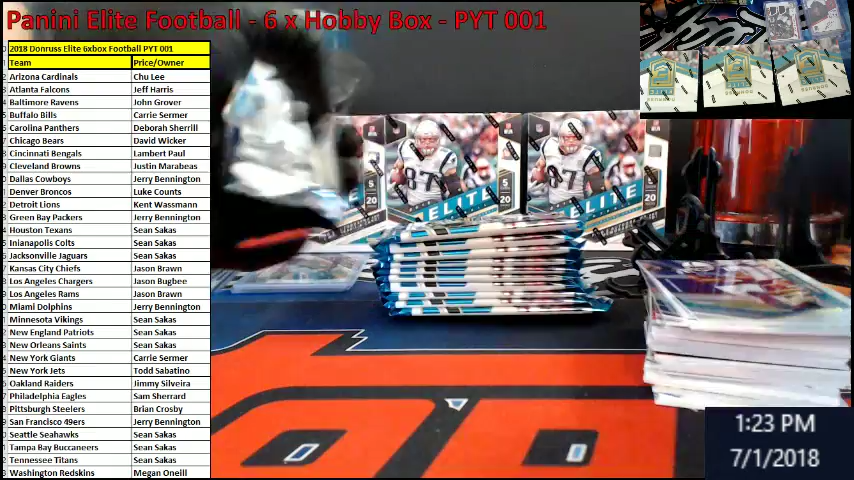 Panini Elite Football - 6 x Hobby Box - PYT 001
2018 Donruss Elite 6xbox Football PYT 001
Team Price/Owner
Arizona Cardinals Chu Lee
Atlanta Falcons Jeff Harris
Baltimore Ravens John Grover
Buffalo Bills Carrie Sermer
Carolina Panthers Deborah Sherrill
Chicago Bears David Wicker
Cincinnati Bengals Lambert Paul
Cleveland Browns Justin Marabeas
Dallas Cowboys Jerry Bennington
Denver Broncos Luke Counts
Detroit Lions Kent Wassmann
Green Bay Packers Jerry Bennington
Houston Texans Sean Sakas
Inianapolis Colts Sean Sakas
Jacksonville Jaguars Sean Sakas
Kansas City Chiefs Jason Brawn
Los Angeles Chargers Jason Bugbee
Los Angeles Rams Jason Brawn
Miami Dolphins Jerry Bennington
Minnesota Vikings Sean Sakas
New England Patriots Sean Sakas
New Orleans Saints Sean Sakas
New York Giants Carrie Sermer
New York Jets Todd Sabatino
Oakland Raiders Jimmy Silveira
Philadelphia Eagles Sam Sherrard
Pittsburgh Steelers Brian Crosby
San Francisco 49ers Jerry Bennington
Seattle Seahawks Sean Sakas
Tampa Bay Buccaneers Sean Sakas
Tennessee Titans Sean Sakas
Washington Redskins Megan Oneill
87
5
20
ELITE
87
5
20
ELITE
1:23 PM
7/1/2018